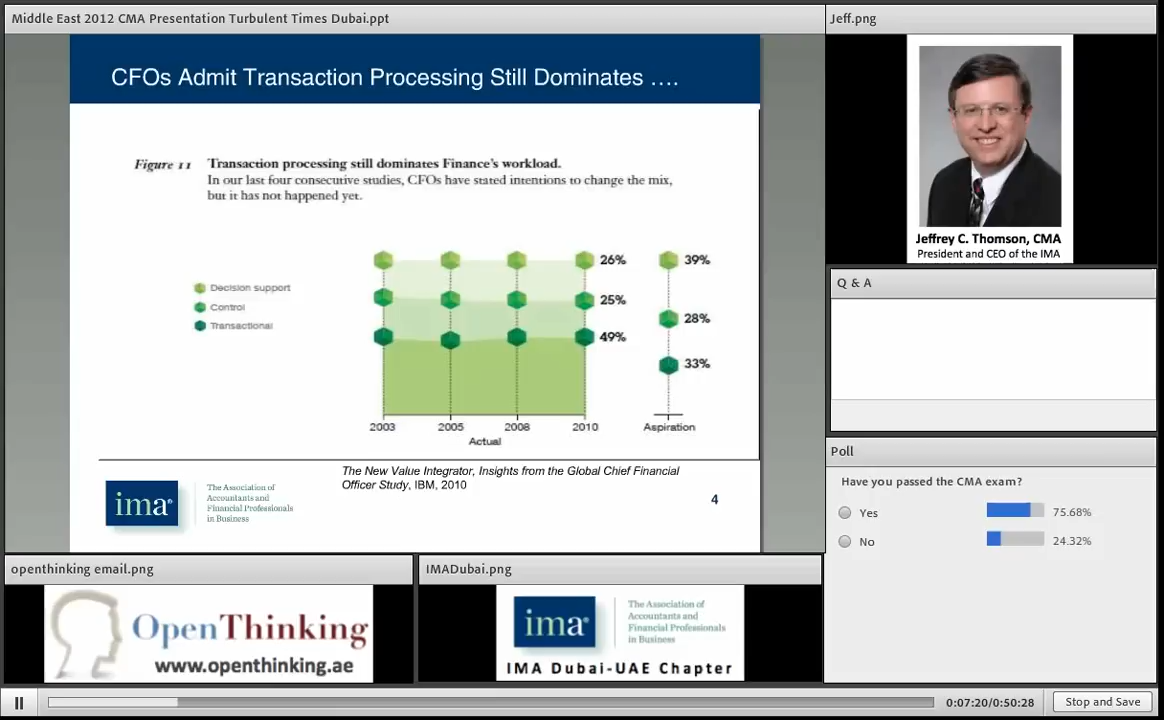 Middle East 2012 CMA Presentation Turbulent Times Dubai.ppt
CFOs Admit Transaction Processing Still Dominates ....
Figure 11 Transaction processing still dominates Finance's workload.
In our last four consecutive studies, CFOs have stated intentions to change the mix,
but it has not happened yet.
Decision support
Control
Transactional
26%
25%
49%
39%
28%
33%
2003 2005 2008 2010 Aspiration
Actual
The New Value Integrator, Insights from the Global Chief Financial
Officer Study, IBM, 2010
4
ima®
The Association of
Accountants and
Financial Professionals
in Business
Jeff.png
Jeffrey C. Thomson, CMA
President and CEO of the IMA
Q & A
Poll
Have you passed the CMA exam?
Yes 75.68%
No 24.32%
openthinking email.png
OpenThinking
www.openthinking.ae
IMADubai.png
ima®
The Association of
Accountants and
Financial Professionals
in Business
IMA Dubai-UAE Chapter
0:07:20/0:50:28
Stop and Save